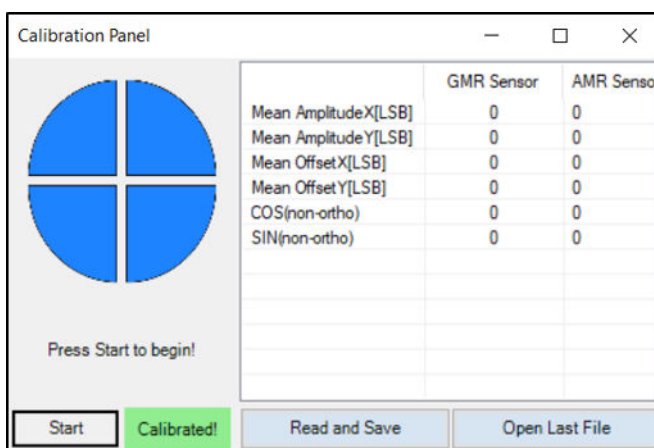 Calibration Panel
GMR Sensor AMR Senso
Mean AmplitudeX[LSB] 0 0
Mean AmplitudeY[LSB] 0 0
Mean OffsetX[LSB] 0 0
Mean OffsetY[LSB] 0 0
COS(non-ortho) 0 0
SIN(non-ortho) 0 0
Press Start to begin!
Start Calibrated! Read and Save Open Last File